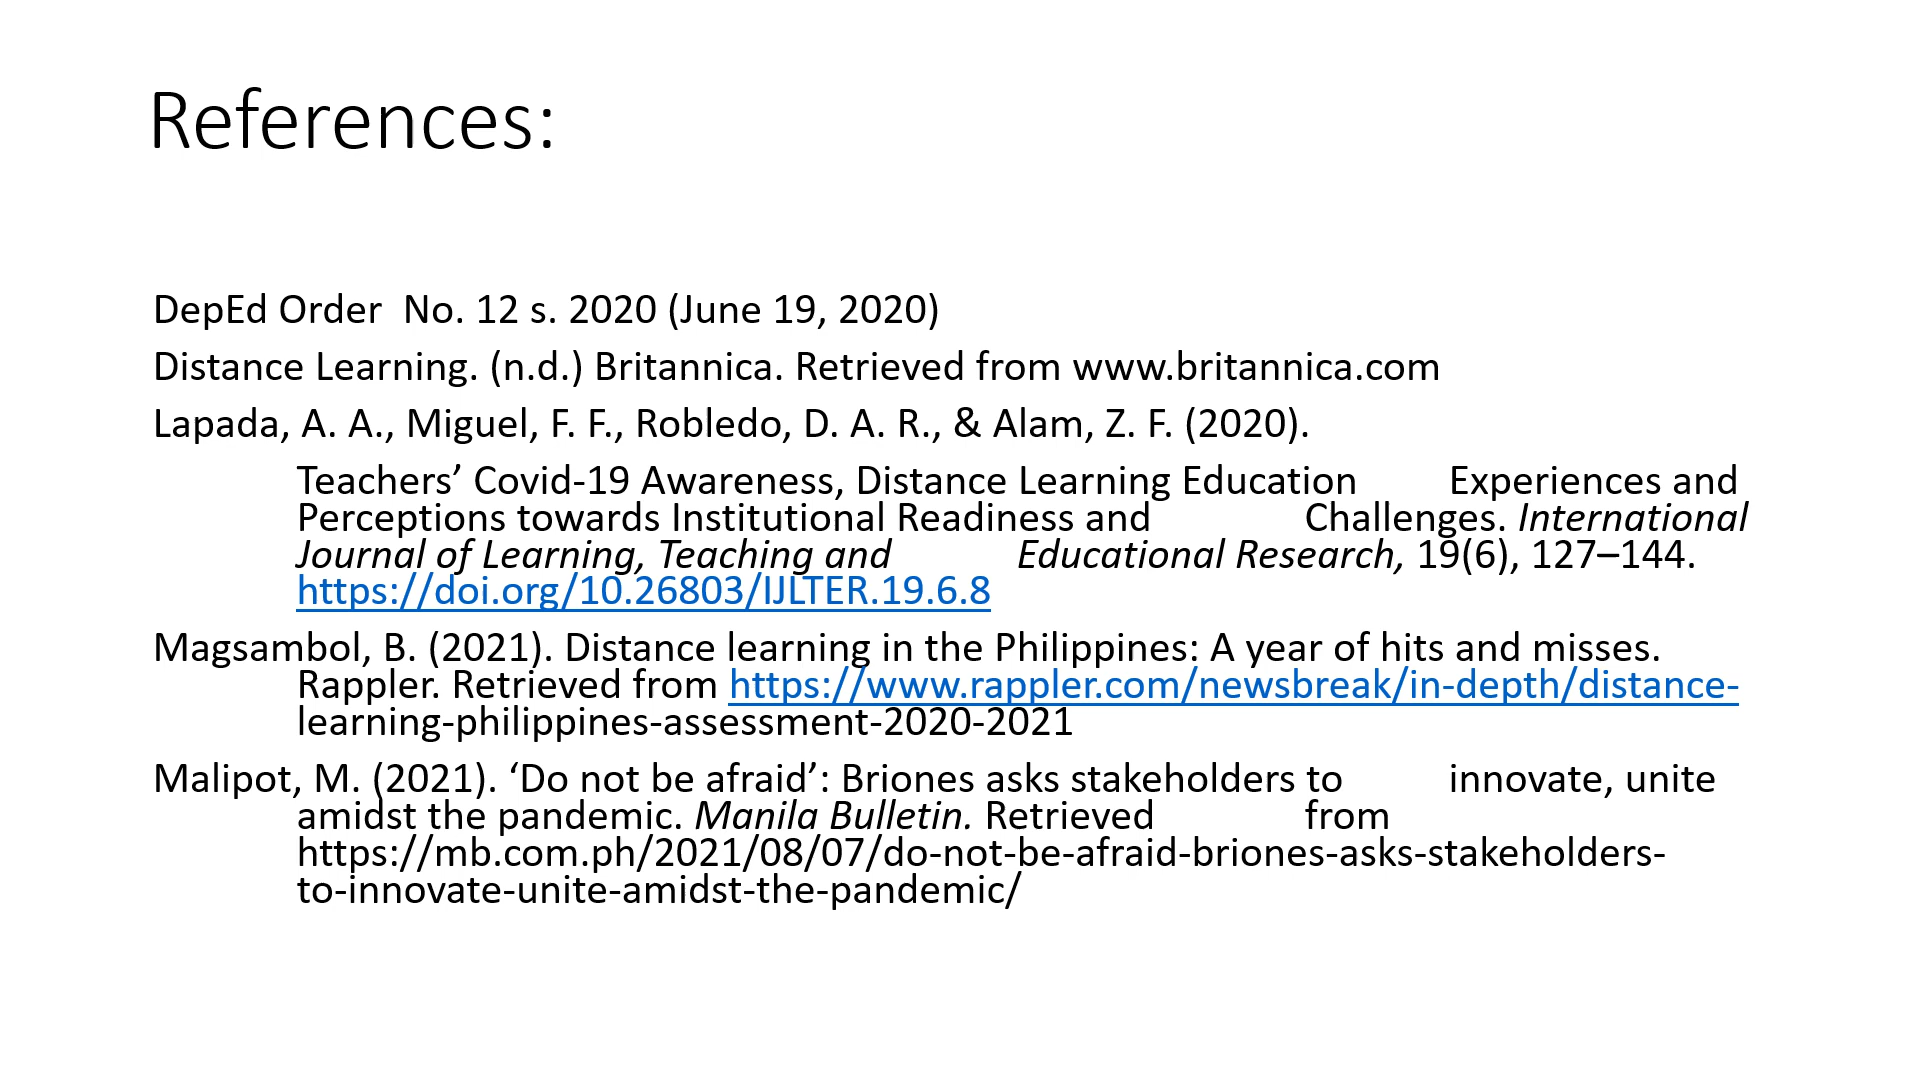 References:
DepEd Order  No. 12 s. 2020 (June 19, 2020)
Distance Learning. (n.d.) Britannica. Retrieved from www.britannica.com
Lapada, A. A., Miguel, F. F., Robledo, D. A. R., & Alam, Z. F. (2020).
Teachers’ Covid-19 Awareness, Distance Learning Education Experiences and
Perceptions towards Institutional Readiness and Challenges. International
Journal of Learning, Teaching and Educational Research, 19(6), 127–144.
https://doi.org/10.26803/IJLTER.19.6.8
Magsambol, B. (2021). Distance learning in the Philippines: A year of hits and misses.
Rappler. Retrieved from https://www.rappler.com/newsbreak/in-depth/distance-
learning-philippines-assessment-2020-2021
Malipot, M. (2021). ‘Do not be afraid’: Briones asks stakeholders to innovate, unite
amidst the pandemic. Manila Bulletin. Retrieved from
https://mb.com.ph/2021/08/07/do-not-be-afraid-briones-asks-stakeholders-
to-innovate-unite-amidst-the-pandemic/